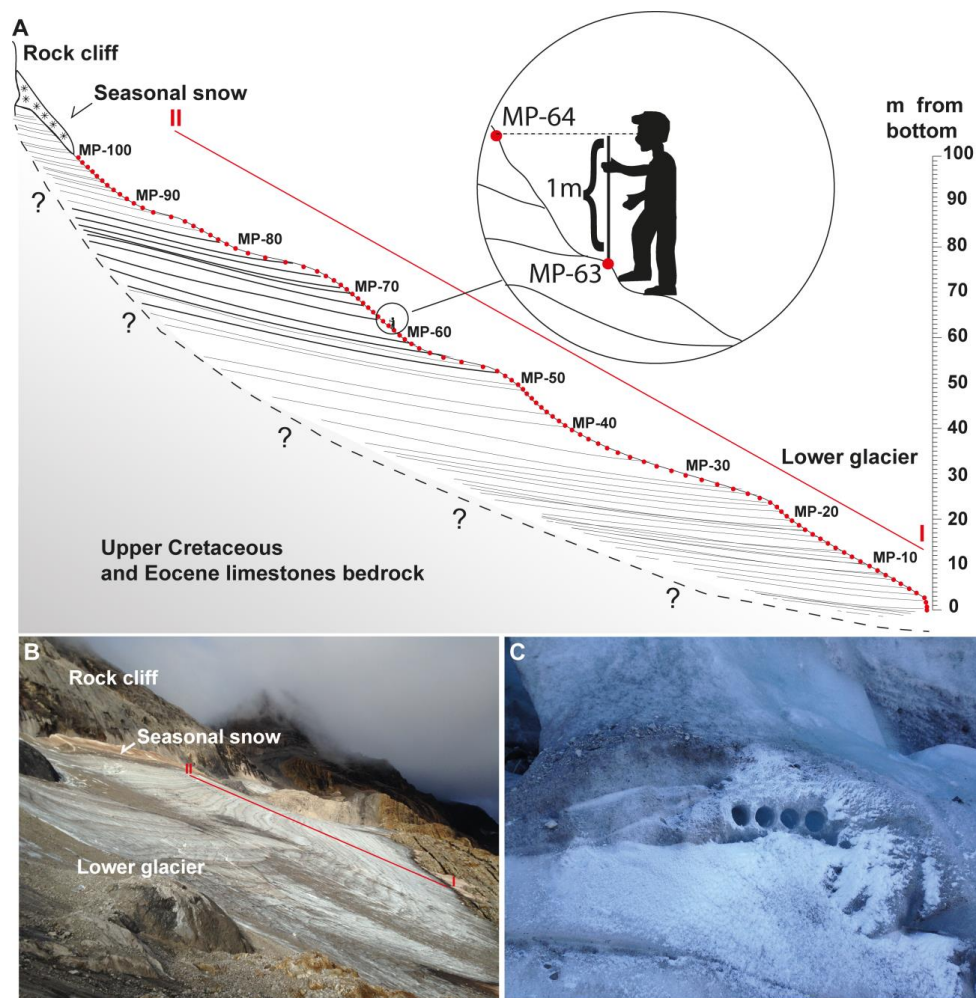 A
Rock cliff
Seasonal snow
II
MP-100
MP-90
MP-80
MP-70
MP-60
MP-50
MP-40
MP-30
MP-20
MP-10
?
?
?
?
?
MP-64
1m
MP-63
m from
bottom
100
90
80
70
60
50
40
30
20
10
0
Lower glacier
I
Upper Cretaceous
and Eocene limestones bedrock
B
Rock cliff
Seasonal snow
II
Lower glacier
I
C